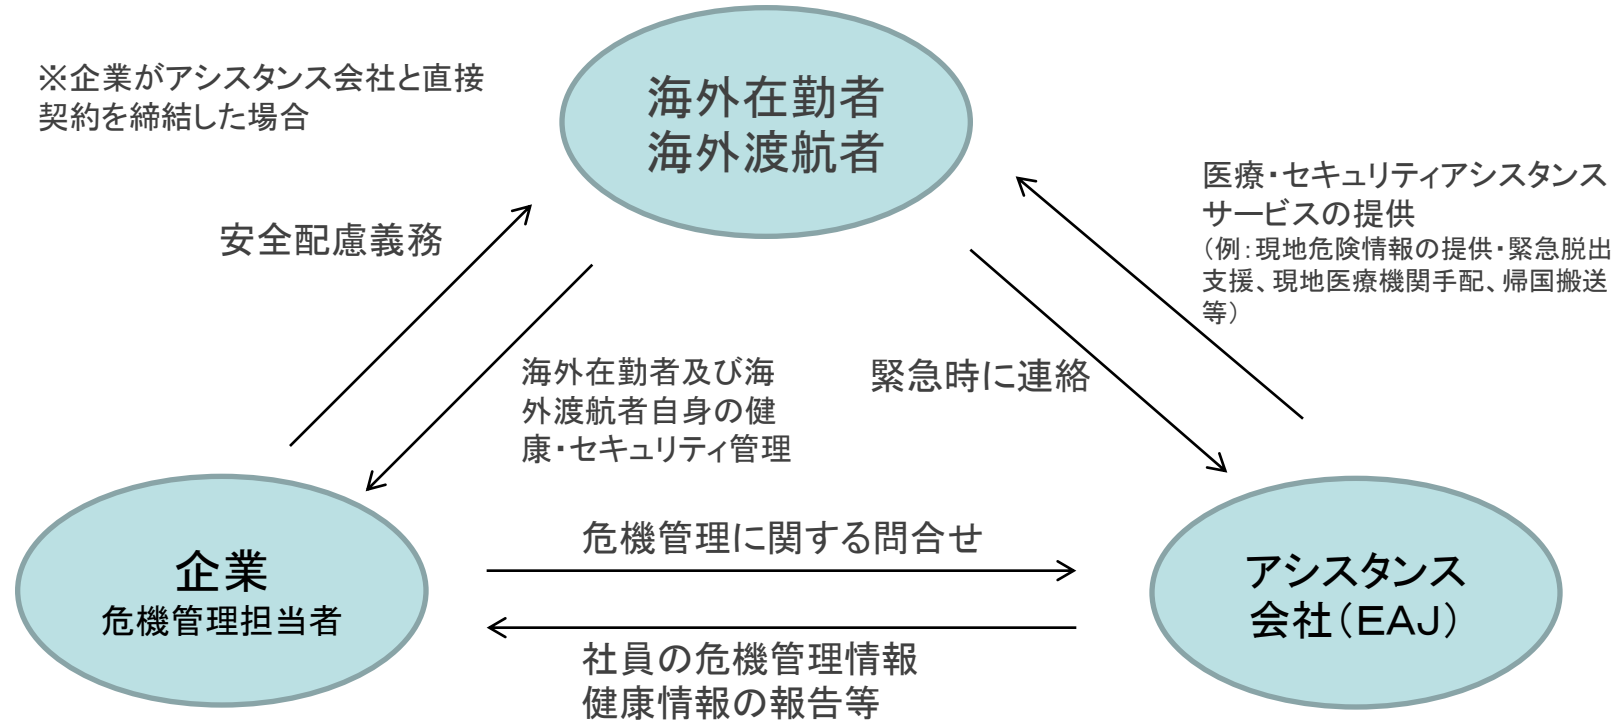 ※企業がアシスタンス会社と直接
契約を締結した場合
海外在勤者
海外渡航者
医療・セキュリティアシスタンス
サービスの提供
（例：現地危険情報の提供・緊急脱出
支援、現地医療機関手配、帰国搬送
等）
安全配慮義務
海外在勤者及び海
外渡航者自身の健
康・セキュリティ管理
緊急時に連絡
危機管理に関する問合せ
企業
危機管理担当者
アシスタンス
会社（ＥＡＪ）
社員の危機管理情報
健康情報の報告等